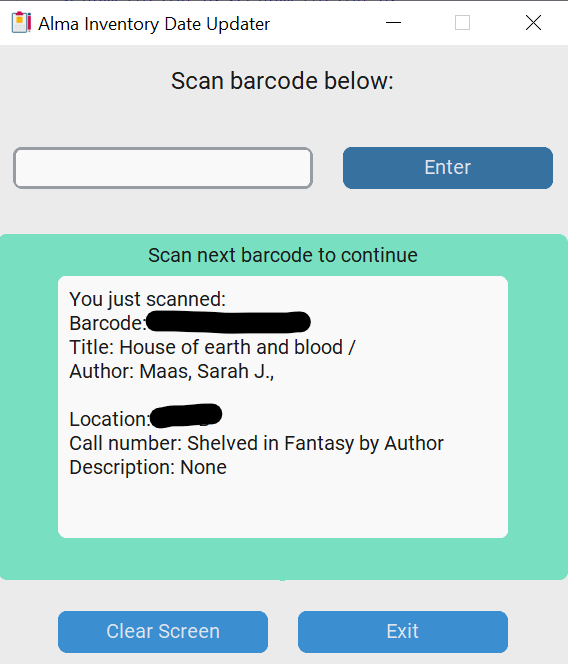 Alma Inventory Date Updater
Scan barcode below:
Enter
Scan next barcode to continue
You just scanned:
Barcode:
Title: House of earth and blood /
Author: Maas, Sarah J.,
Location:
Call number: Shelved in Fantasy by Author
Description: None
Clear Screen
Exit